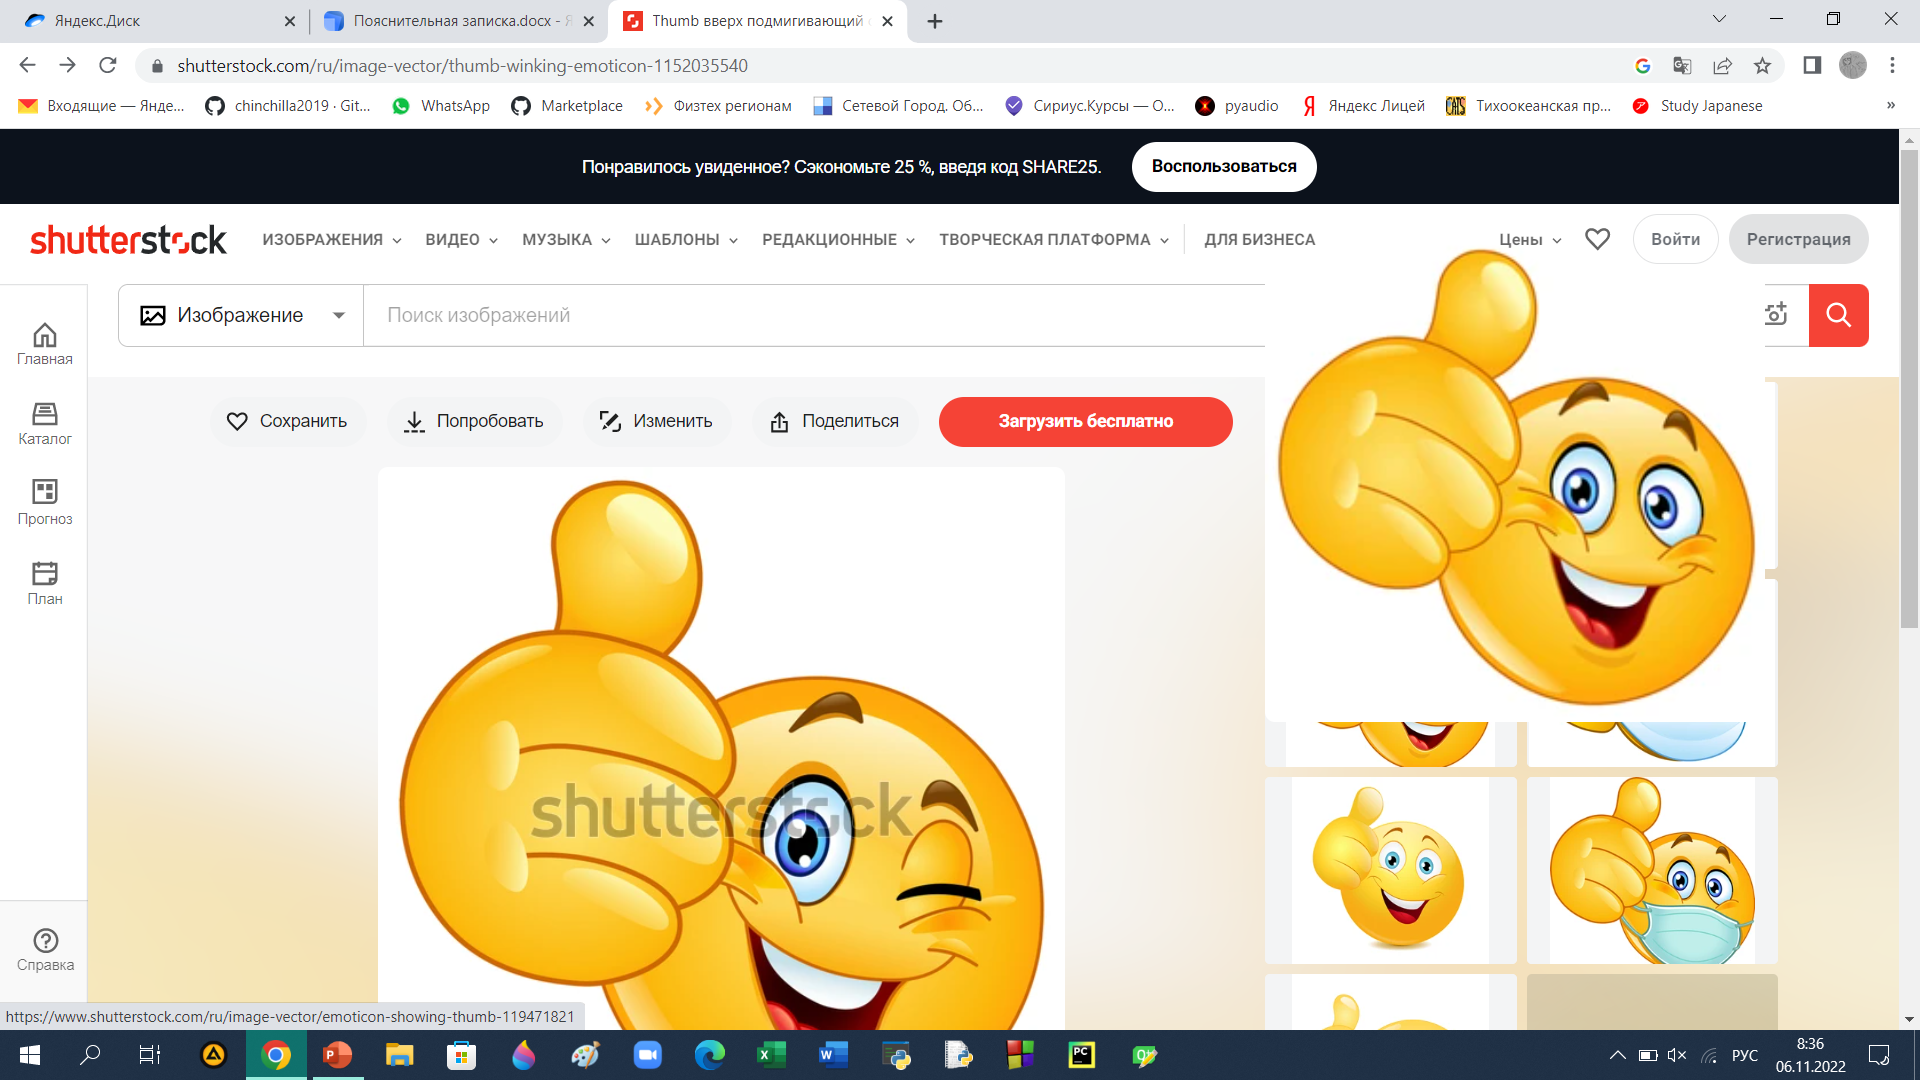 Яндекс.Диск
Пояснительная записка.docx - Я
Thumb вверх подмигивающий
shutterstock.com/ru/image-vector/thumb-winking-emoticon-1152035540
Входящие — Янде...
chinchilla2019 · Git...
WhatsApp
Marketplace
Физтех регионам
Сетевой Город. Об...
Сириус.Курсы — О...
pyaudio
Яндекс Лицей
Тихоокеанская пр...
Study Japanese
»
Понравилось увиденное? Сэкономьте 25 %, введя код SHARE25.
Воспользоваться
shutterstock
ИЗОБРАЖЕНИЯ
ВИДЕО
МУЗЫКА
ШАБЛОНЫ
РЕДАКЦИОННЫЕ
ТВОРЧЕСКАЯ ПЛАТФОРМА
ДЛЯ БИЗНЕСА
Цены
Войти
Регистрация
Изображение
Поиск изображений
Главная
Каталог
Прогноз
План
Справка
Сохранить
Попробовать
Изменить
Поделиться
Загрузить бесплатно
shutterstock
https://www.shutterstock.com/ru/image-vector/emoticon-showing-thumb-119471821
РУС
8:36
06.11.2022